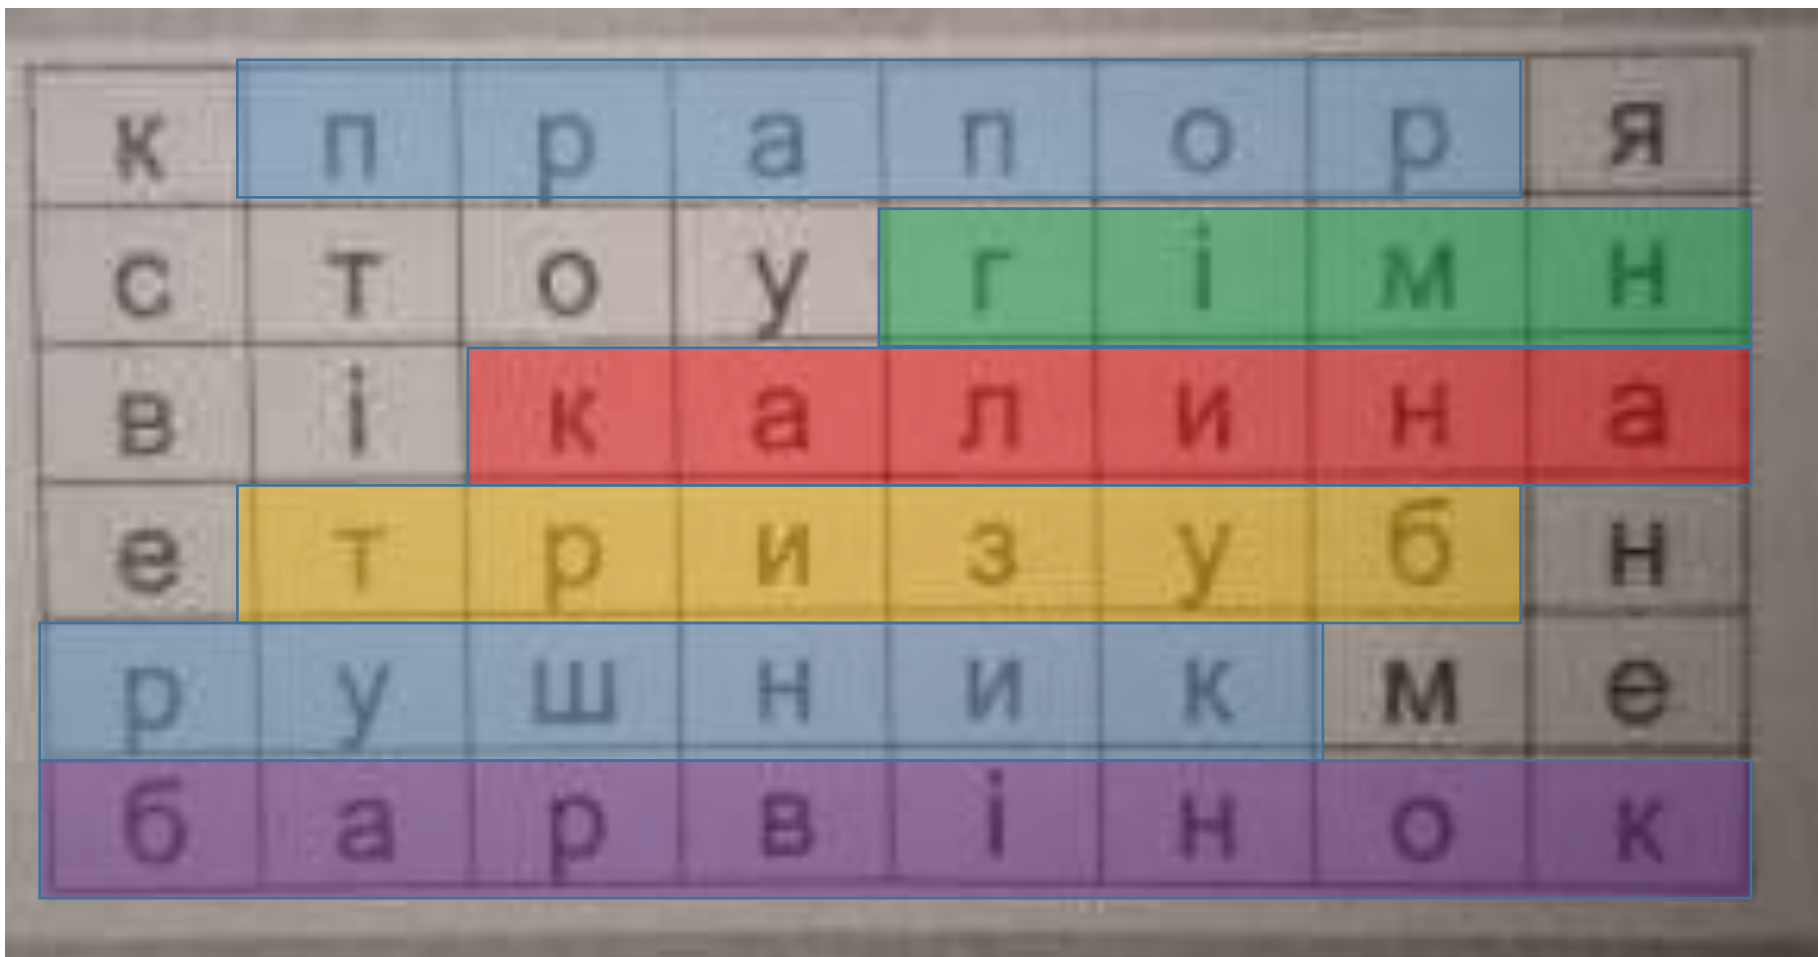 к п р а п о р я
с т о у г і м н
в і к а л и н а
е т р и з у б н
р у ш н и к м е
б а р в і н о к